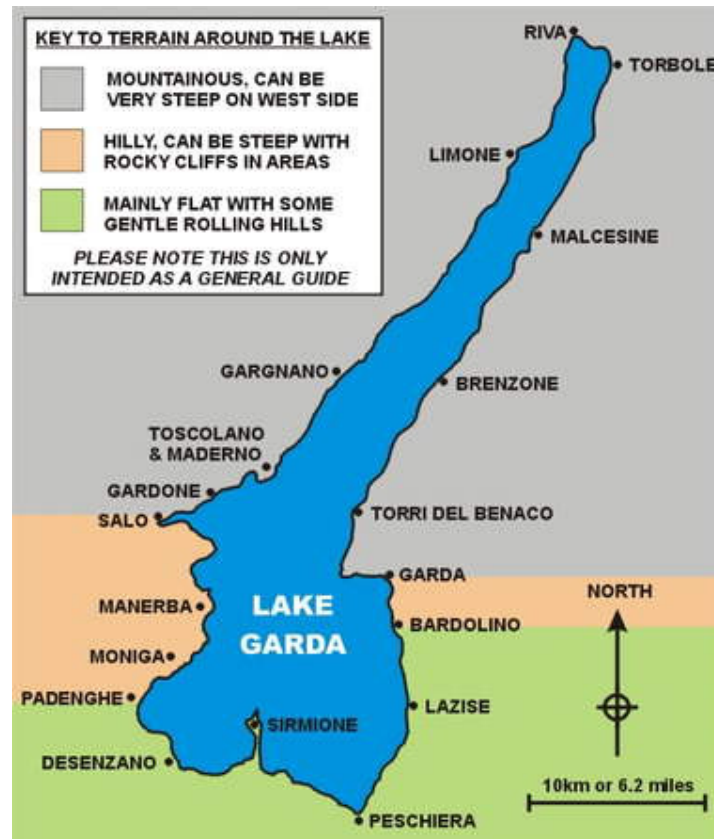 KEY TO TERRAIN AROUND THE LAKE
MOUNTAINOUS, CAN BE
VERY STEEP ON WEST SIDE
HILLY, CAN BE STEEP WITH
ROCKY CLIFFS IN AREAS
MAINLY FLAT WITH SOME
GENTLE ROLLING HILLS
PLEASE NOTE THIS IS ONLY
INTENDED AS A GENERAL GUIDE
RIVA
TORBOLE
LIMONE
MALCESINE
GARGNANO
BRENZONE
TOSCOLANO
& MADERNO
GARDONE
SALO
TORRI DEL BENACO
GARDA
NORTH
MANERBA
LAKE
GARDA
BARDOLINO
MONIGA
PADENGHE
LAZISE
SIRMIONE
DESENZANO
10km or 6.2 miles
PESCHIERA